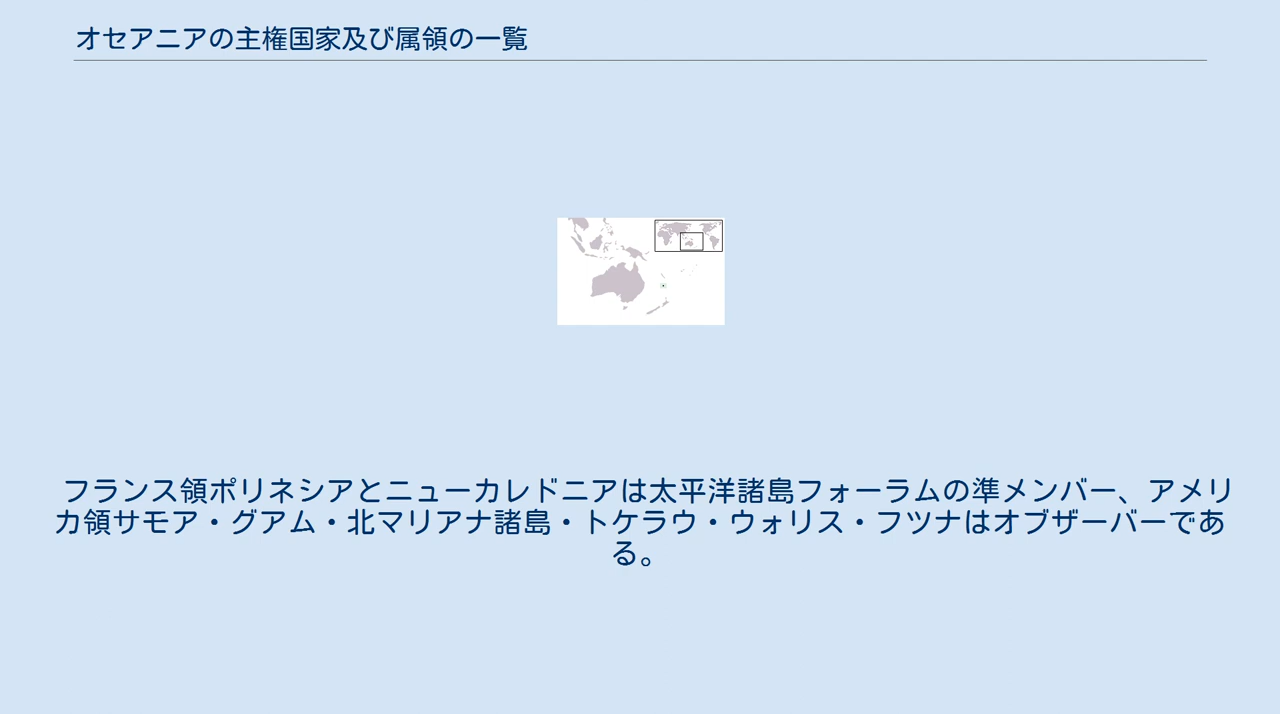 オセアニアの主権国家及び属領の一覧
フランス領ポリネシアとニューカレドニアは太平洋諸島フォーラムの準メンバー、アメリ
カ領サモア・グアム・北マリアナ諸島・トケラウ・ウォリス・フツナはオブザーバーであ
る。